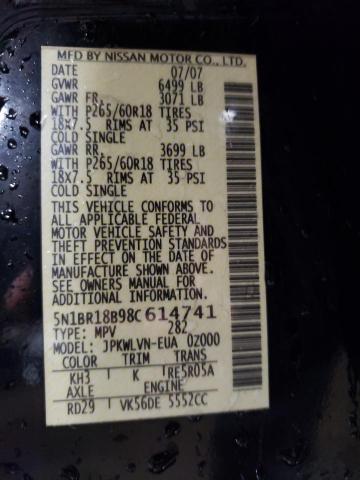 MFD BY NISSAN MOTOR CO., LTD.
DATE 07/07
GVWR 6499 LB
GAWR FR. 3071 LB
WITH P265/60R18 TIRES
18X7.5 RIMS AT 35 PSI
COLD SINGLE
GAWR RR. 3699 LB
WITH P265/60R18 TIRES
18X7.5 RIMS AT 35 PSI
COLD SINGLE
THIS VEHICLE CONFORMS TO
ALL APPLICABLE FEDERAL
MOTOR VEHICLE SAFETY AND
THEFT PREVENTION STANDARDS
IN EFFECT ON THE DATE OF
MANUFACTURE SHOWN ABOVE.
SEE OWNERS MANUAL FOR
ADDITIONAL INFORMATION.
5N1BR18B98C614741
TYPE: MPV 282
MODEL: JPKWLVN-EUA 0Z000
COLOR TRIM TRANS
KH3 K RE5R05A
AXLE ENGINE
RD29 VK56DE 5552CC